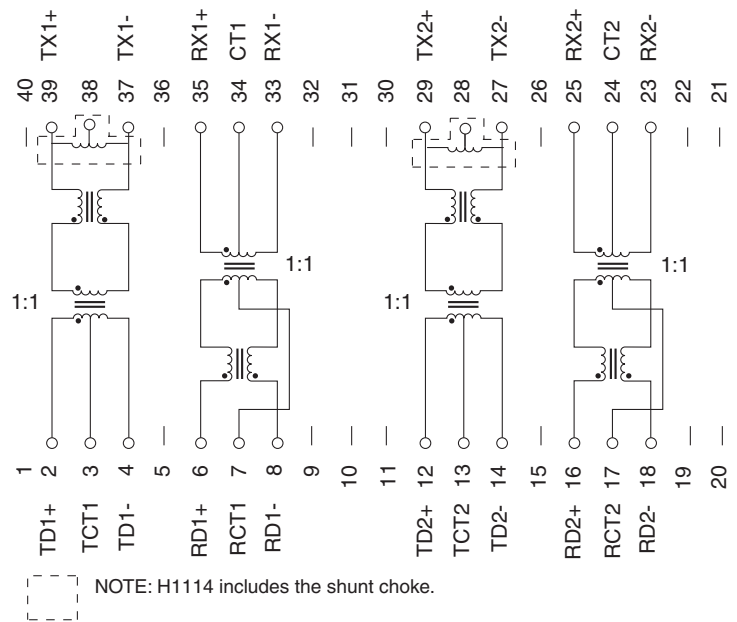 TX1+ TX1- RX1+ CT1 RX1- TX2+ TX2- RX2+ CT2 RX2-
40 39 38 37 36 35 34 33 32 31 30 29 28 27 26 25 24 23 22 21
1:1 1:1 1:1 1:1
1 2 3 4 5 6 7 8 9 10 11 12 13 14 15 16 17 18 19 20
TD1+ TCT1 TD1- RD1+ RCT1 RD1- TD2+ TCT2 TD2- RD2+ RCT2 RD2-
NOTE: H1114 includes the shunt choke.